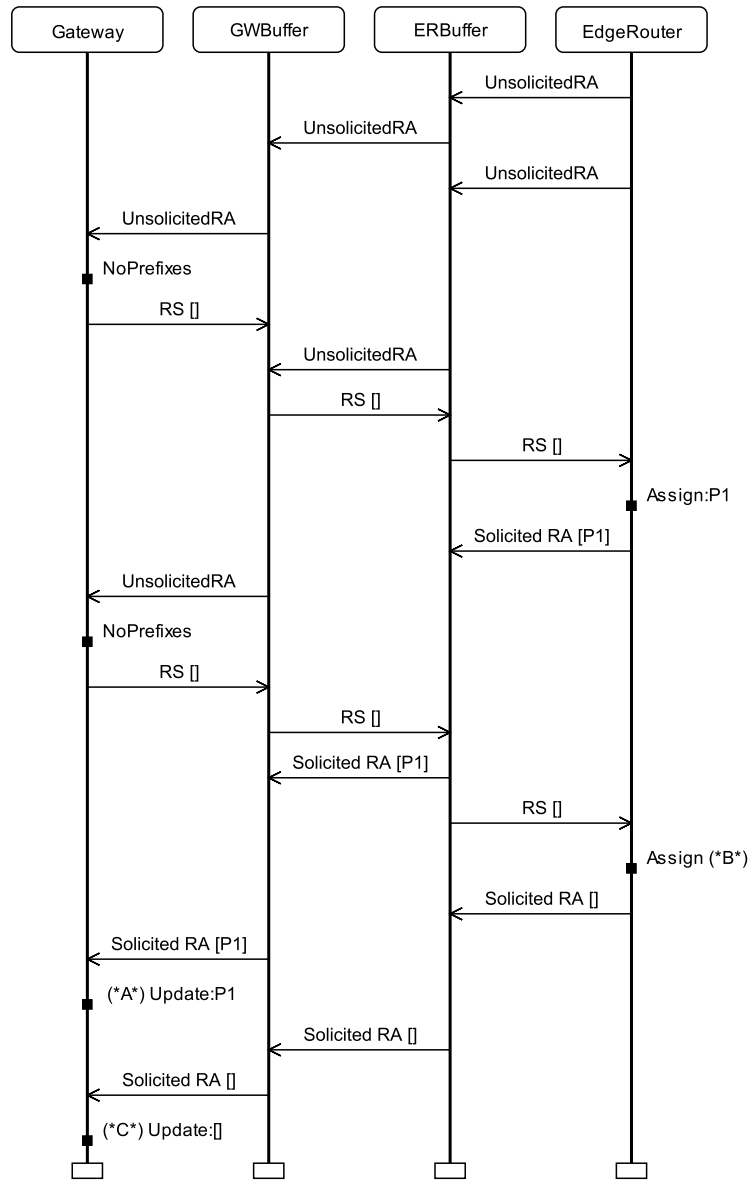 Gateway
GWBuffer
ERBuffer
EdgeRouter
UnsolicitedRA
UnsolicitedRA
UnsolicitedRA
UnsolicitedRA
NoPrefixes
RS []
UnsolicitedRA
RS []
RS []
Assign:P1
Solicited RA [P1]
UnsolicitedRA
NoPrefixes
RS []
RS []
Solicited RA [P1]
RS []
Assign (*B*)
Solicited RA []
Solicited RA [P1]
(*A*) Update:P1
Solicited RA []
Solicited RA []
(*C*) Update:[]